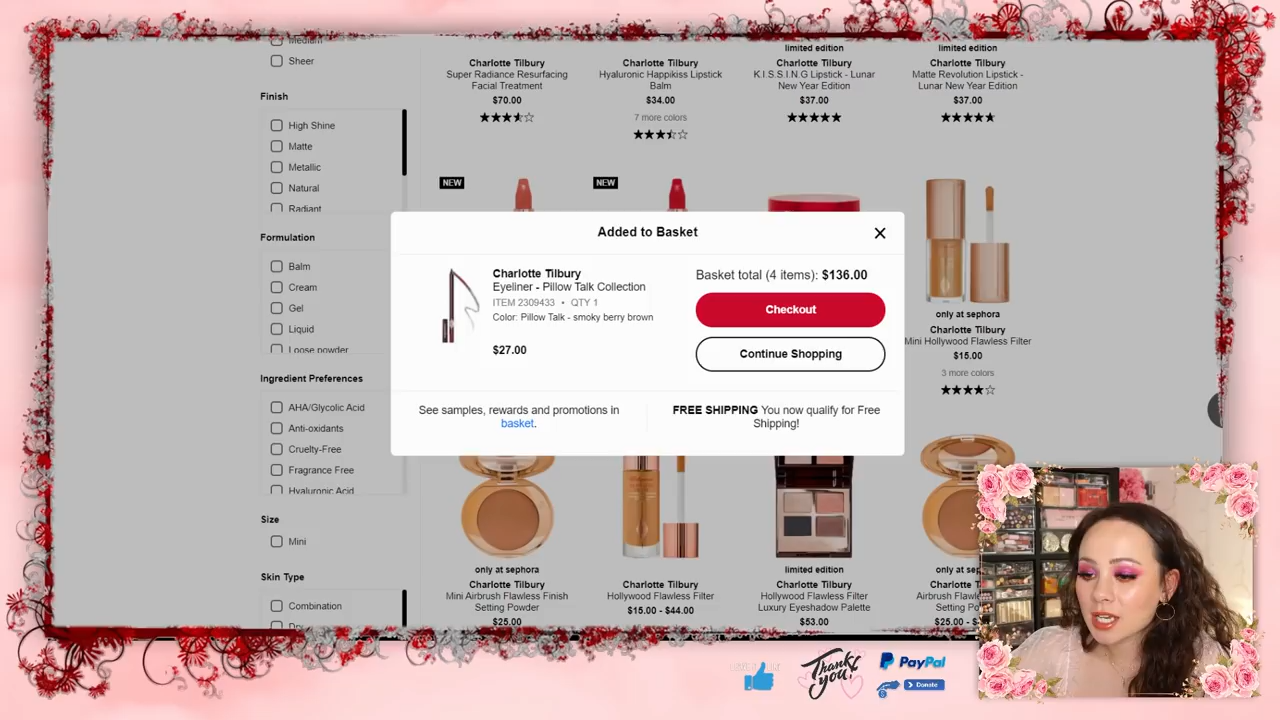 Medium
Sheer
Finish
High Shine
Matte
Metallic
Natural
Radiant
Formulation
Balm
Cream
Gel
Liquid
Loose powder
Ingredient Preferences
AHA/Glycolic Acid
Anti-oxidants
Cruelty-Free
Fragrance Free
Hyaluronic Acid
Size
Mini
Skin Type
Combination
Charlotte Tilbury
Super Radiance Resurfacing
Facial Treatment
$70.00
Charlotte Tilbury
Hyaluronic Happikiss Lipstick
Balm
$34.00
7 more colors
limited edition
Charlotte Tilbury
K.I.S.S.I.N.G Lipstick - Lunar
New Year Edition
$37.00
limited edition
Charlotte Tilbury
Matte Revolution Lipstick -
Lunar New Year Edition
$37.00
NEW
NEW
Added to Basket
Charlotte Tilbury
Eyeliner - Pillow Talk Collection
ITEM 2309433 • QTY 1
Color: Pillow Talk - smoky berry brown
$27.00
Basket total (4 items): $136.00
Checkout
Continue Shopping
See samples, rewards and promotions in
basket.
FREE SHIPPING You now qualify for Free
Shipping!
only at sephora
Charlotte Tilbury
Mini Hollywood Flawless Filter
$15.00
3 more colors
only at sephora
Charlotte Tilbury
Mini Airbrush Flawless Finish
Setting Powder
$25.00
Charlotte Tilbury
Hollywood Flawless Filter
$15.00 - $44.00
limited edition
Charlotte Tilbury
Hollywood Flawless Filter
Luxury Eyeshadow Palette
$53.00
only at
Charlotte
Airbrush Flaw
$25.00 -
Thank
you!
PayPal
Donate